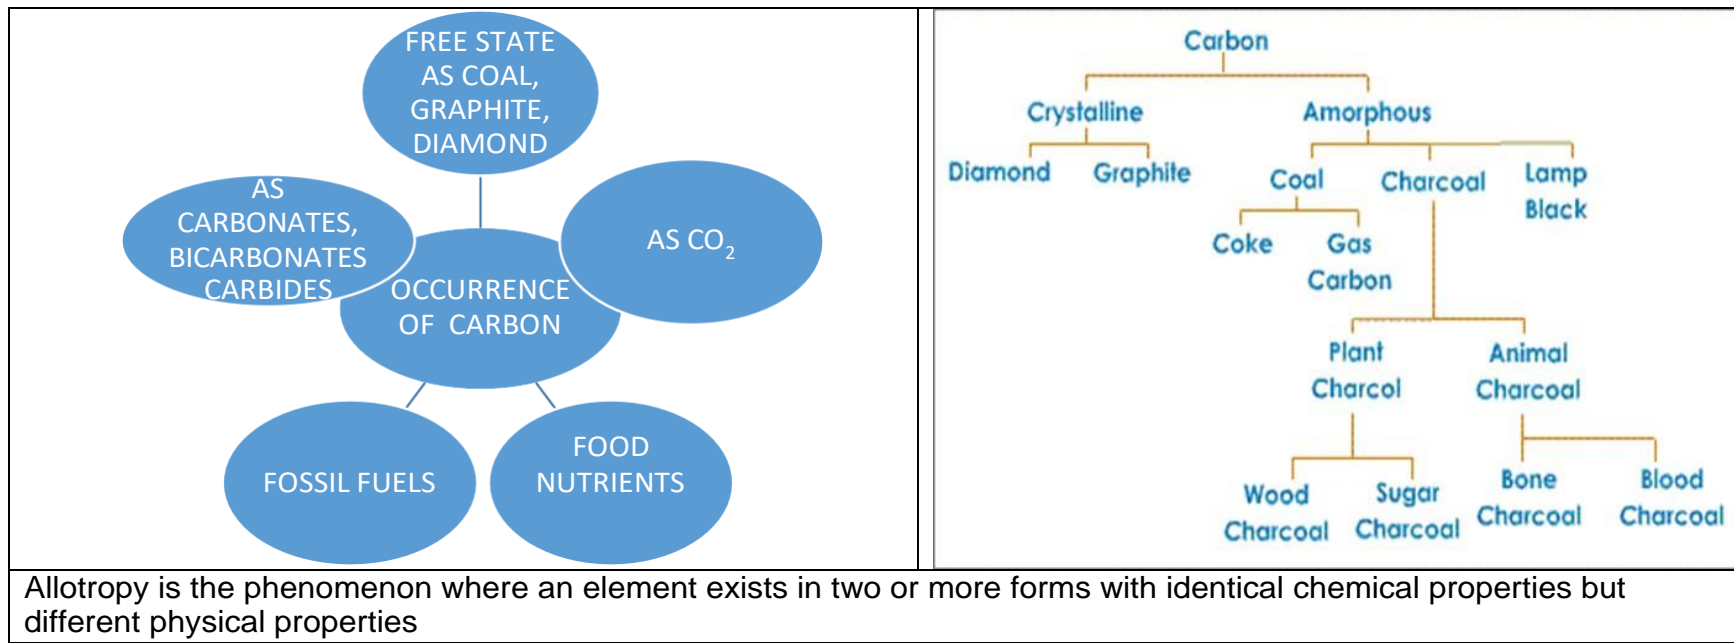 FREE STATE
AS COAL,
GRAPHITE,
DIAMOND
AS
CARBONATES,
BICARBONATES
CARBIDES
AS CO₂
OCCURRENCE
OF CARBON
FOSSIL FUELS
FOOD
NUTRIENTS
Carbon
Crystalline
Amorphous
Diamond
Graphite
Coal
Charcoal
Lamp
Black
Coke
Gas
Carbon
Plant
Charcol
Animal
Charcoal
Wood
Charcoal
Sugar
Charcoal
Bone
Charcoal
Blood
Charcoal
Allotropy is the phenomenon where an element exists in two or more forms with identical chemical properties but
different physical properties